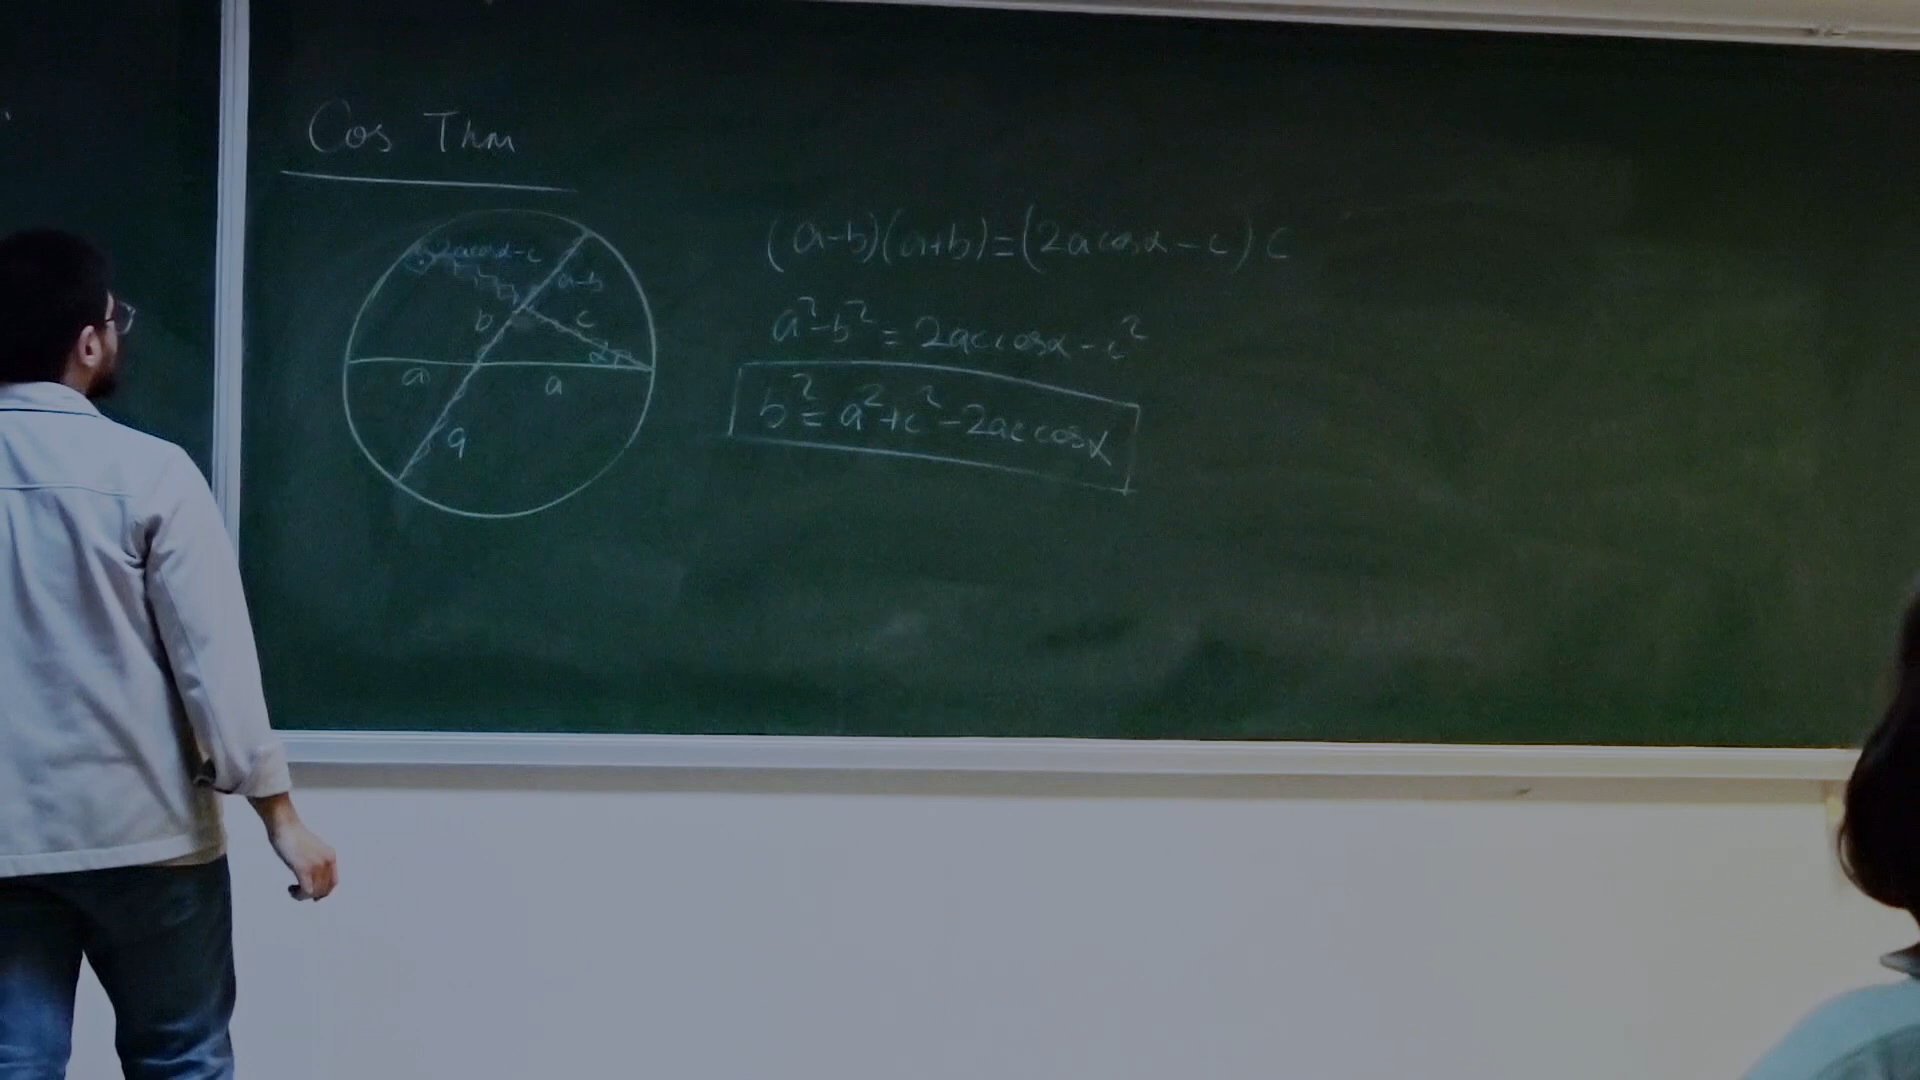 Cos Thm
(a-b)(a+b)=(2acosα-c)c
2acosα-c
a-b
a²-b²=2accosα-c²
b
c
α
a
a
b²=a²+c²-2accosα
a